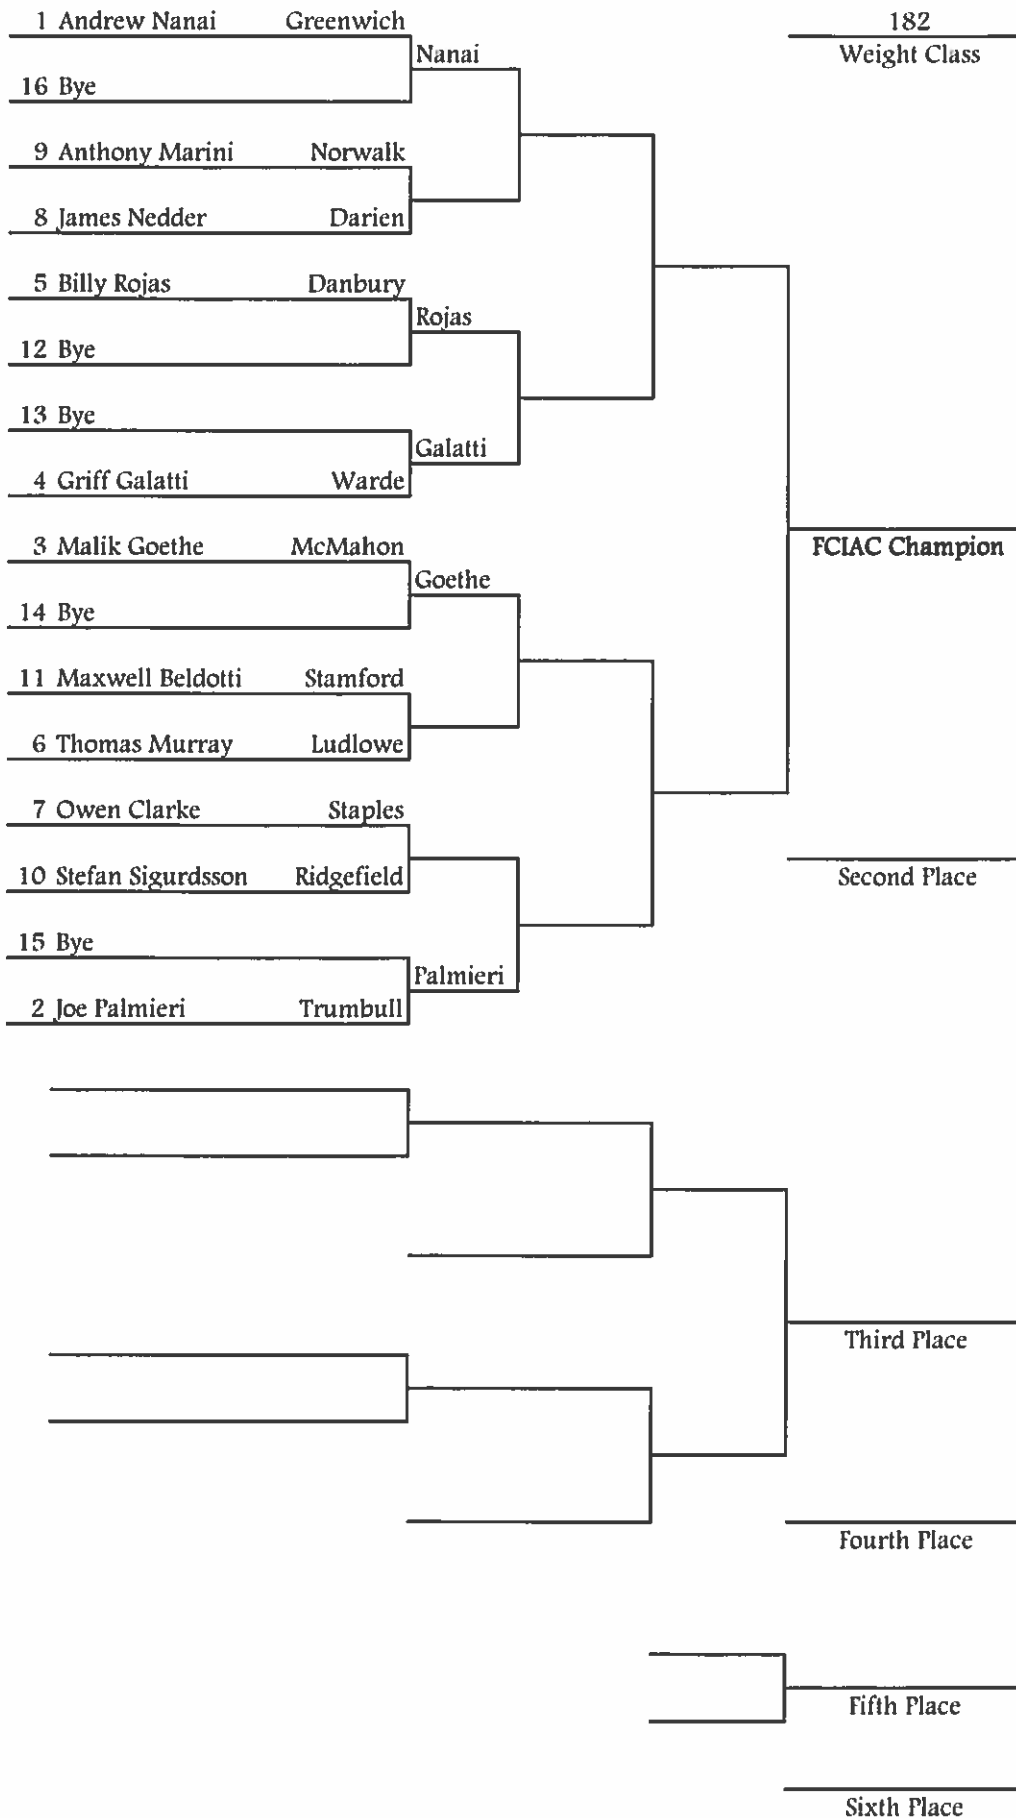 1 Andrew Nanai Greenwich
182
Weight Class
Nanai
16 Bye
9 Anthony Marini Norwalk
8 James Nedder Darien
5 Billy Rojas Danbury
Rojas
12 Bye
13 Bye
Galatti
4 Griff Galatti Warde
3 Malik Goethe McMahon
FCIAC Champion
Goethe
14 Bye
11 Maxwell Beldotti Stamford
6 Thomas Murray Ludlowe
7 Owen Clarke Staples
10 Stefan Sigurdsson Ridgefield
Second Place
15 Bye
Palmieri
2 Joe Palmieri Trumbull
Third Place
Fourth Place
Fifth Place
Sixth Place